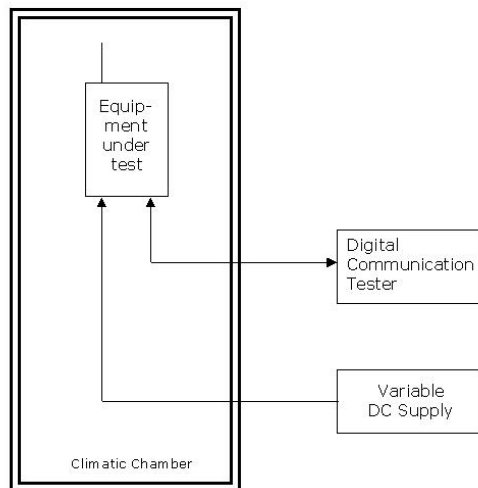 Equip-
ment
under
test
Digital
Communication
Tester
Variable
DC Supply
Climatic Chamber